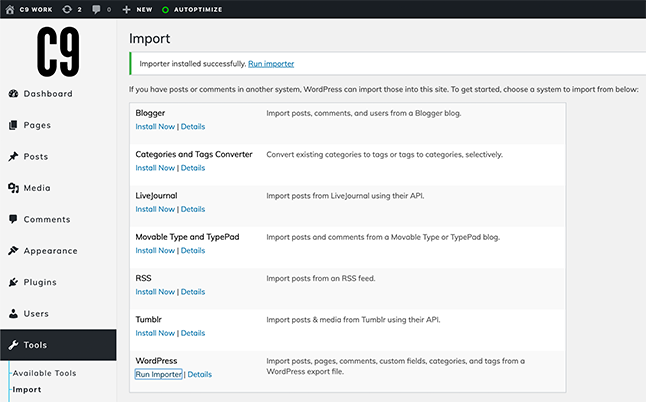 C9 WORK 2 0 NEW AUTOPTIMIZE
C9
Dashboard
Pages
Posts
Media
Comments
Appearance
Plugins
Users
Tools
Available Tools
Import
Import
Importer installed successfully. Run importer
If you have posts or comments in another system, WordPress can import those into this site. To get started, choose a system to import from below:
Blogger Import posts, comments, and users from a Blogger blog.
Install Now | Details
Categories and Tags Converter Convert existing categories to tags or tags to categories, selectively.
Install Now | Details
LiveJournal Import posts from LiveJournal using their API.
Install Now | Details
Movable Type and TypePad Import posts and comments from a Movable Type or TypePad blog.
Install Now | Details
RSS Import posts from an RSS feed.
Install Now | Details
Tumblr Import posts & media from Tumblr using their API.
Install Now | Details
WordPress Import posts, pages, comments, custom fields, categories, and tags from a
Run Importer | Details WordPress export file.